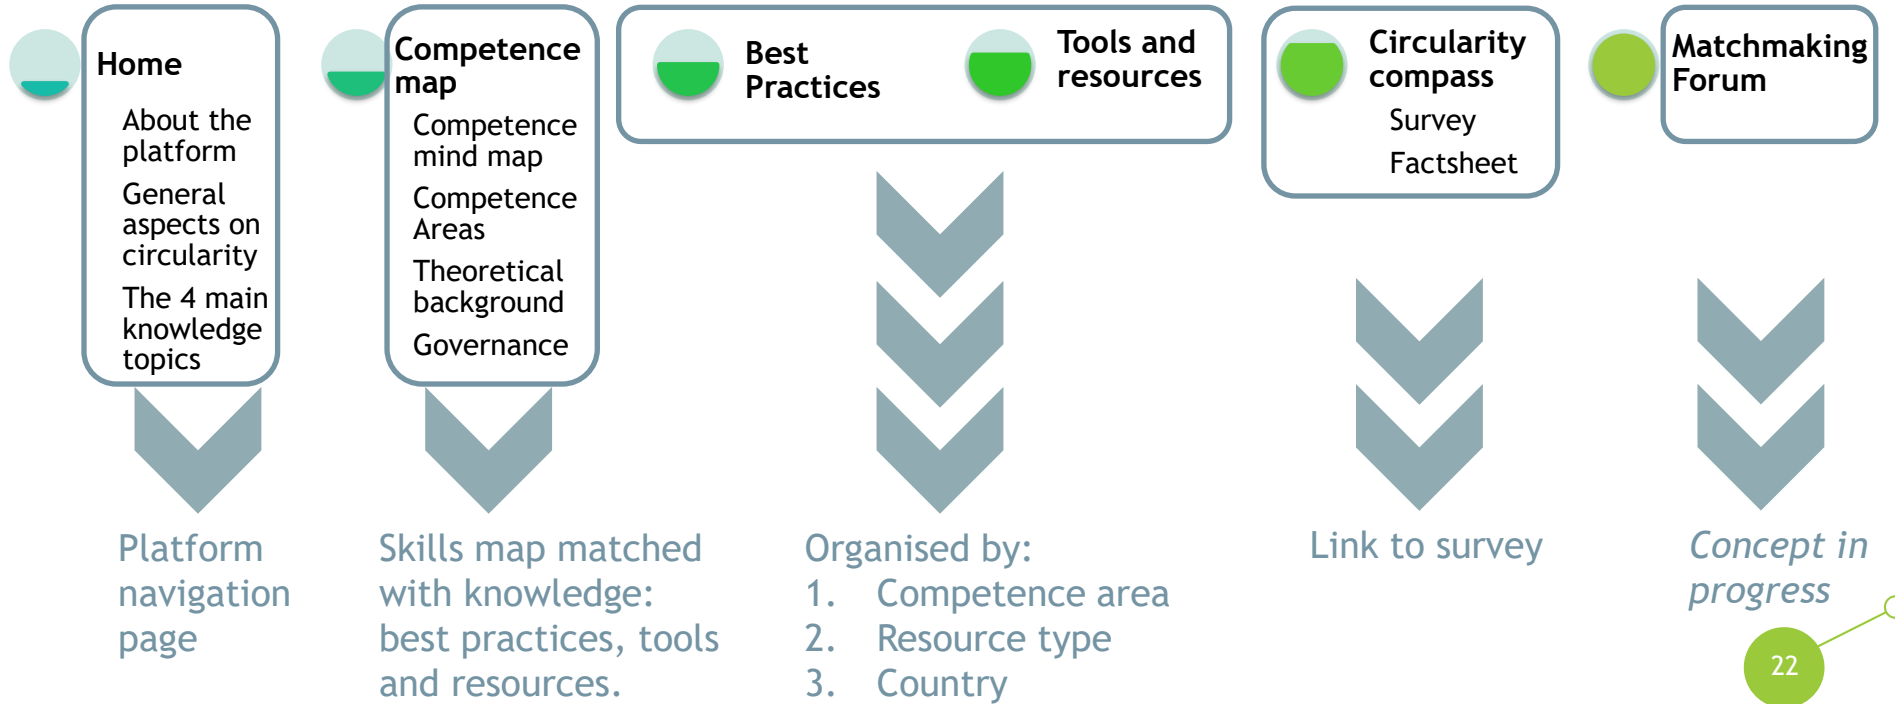 Home
About the
platform
General
aspects on
circularity
The 4 main
knowledge
topics
Competence
map
Competence
mind map
Competence
Areas
Theoretical
background
Governance
Best
Practices
Tools and
resources
Circularity
compass
Survey
Factsheet
Matchmaking
Forum
Platform
navigation
page
Skills map matched
with knowledge:
best practices, tools
and resources.
Organised by:
1. Competence area
2. Resource type
3. Country
Link to survey
Concept in
progress
22